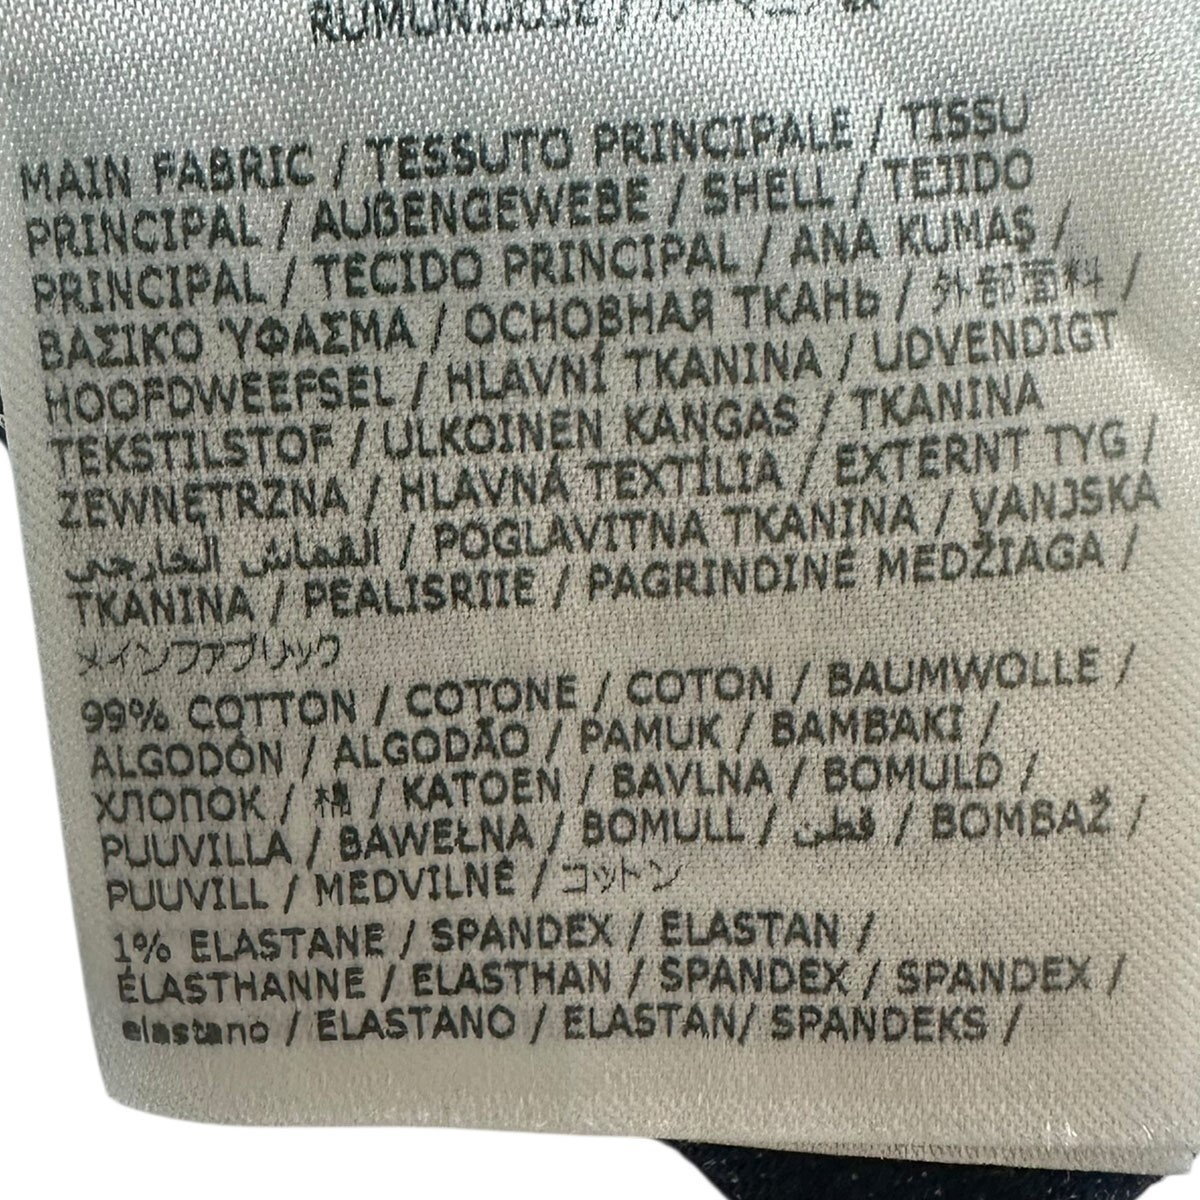 MAIN FABRIC / TESSUTO PRINCIPALE / TISSU
PRINCIPAL / AUßENGEWEBE / SHELL / TEJIDO
PRINCIPAL / TECIDO PRINCIPAL / ANA KUMAŞ /
ΒΑΣΙΚΟ ΎΦΑΣΜΑ / ОСНОВНАЯ ТКАНЬ / 外部面料 /
HOOFDWEEFSEL / HLAVNÍ TKANINA / UDVENDIGT
TEKSTILSTOF / ULKOINEN KANGAS / TKANINA
ZEWNĘTRZNA / HLAVNÁ TEXTÍLIA / EXTERNT TYG /
القماش الخارجي / POGLAVITNA TKANINA / VANJSKA
TKANINA / PEALISRIIE / PAGRINDINĖ MEDŽIAGA /
メインファブリック
99% COTTON / COTONE / COTON / BAUMWOLLE /
ALGODÓN / ALGODÃO / PAMUK / BAMBAKI /
ХЛОПОК / 棉 / KATOEN / BAVLNA / BOMULD /
PUUVILLA / BAWEŁNA / BOMULL / قطن / BOMBAŽ /
PUUVILL / MEDVILNĖ / コットン
1% ELASTANE / SPANDEX / ELASTAN /
ÉLASTHANNE / ELASTHAN / SPANDEX / SPANDEX /
elastano / ELASTANO / ELASTAN/ SPANDEKS /